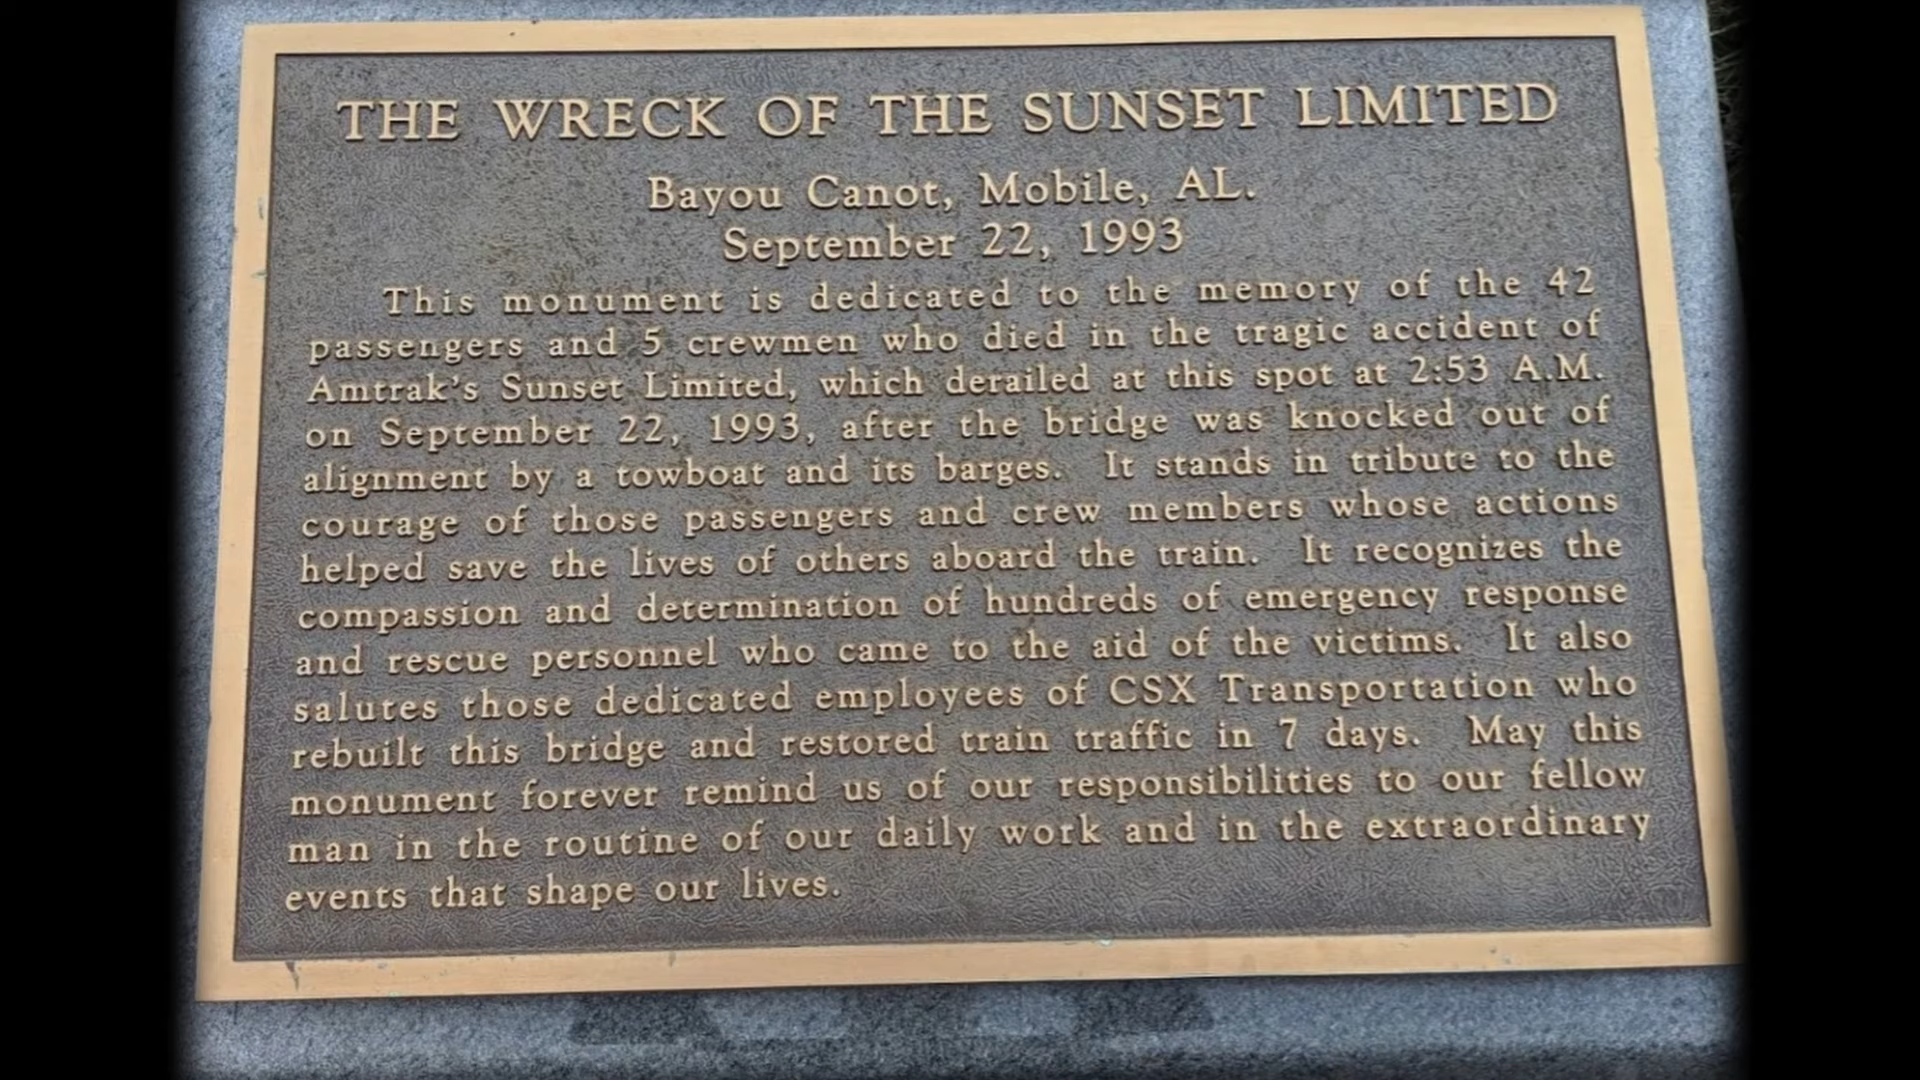 THE WRECK OF THE SUNSET LIMITED
Bayou Canot, Mobile, AL.
September 22, 1993
This monument is dedicated to the memory of the 42
passengers and 5 crewmen who died in the tragic accident of
Amtrak's Sunset Limited, which derailed at this spot at 2:53 A.M.
on September 22, 1993, after the bridge was knocked out of
alignment by a towboat and its barges. It stands in tribute to the
courage of those passengers and crew members whose actions
helped save the lives of others aboard the train. It recognizes the
compassion and determination of hundreds of emergency response
and rescue personnel who came to the aid of the victims. It also
salutes those dedicated employees of CSX Transportation who
rebuilt this bridge and restored train traffic in 7 days. May this
monument forever remind us of our responsibilities to our fellow
man in the routine of our daily work and in the extraordinary
events that shape our lives.